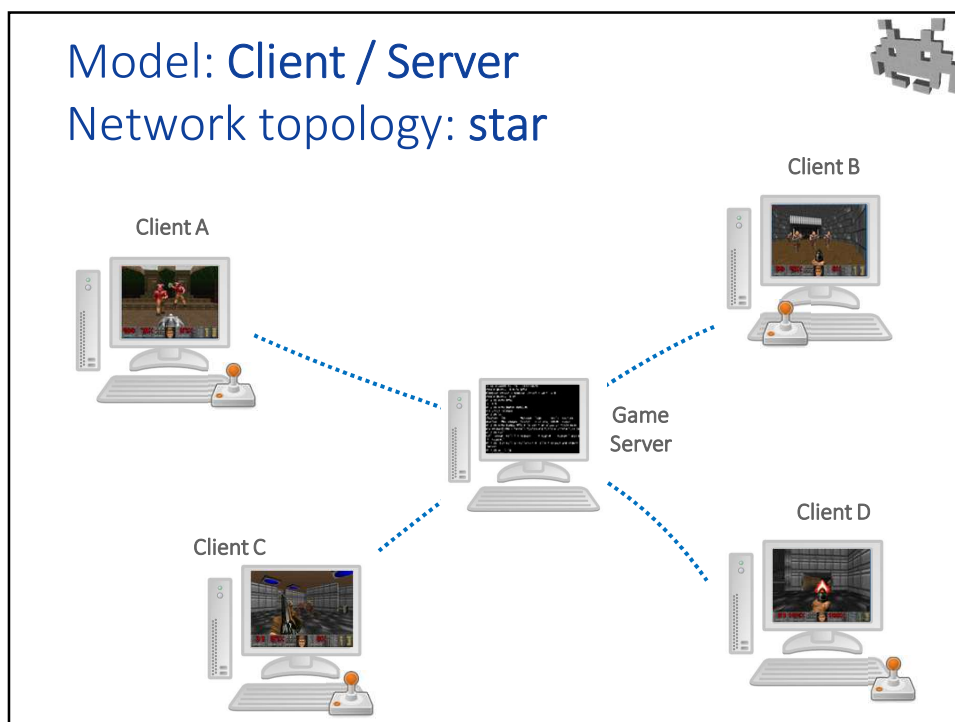 Model: Client / Server
Network topology: star
Client B
Client A
Game
Server
Client D
Client C